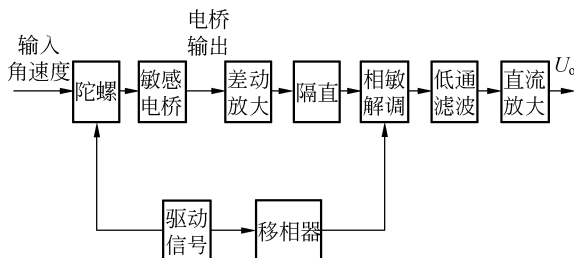 电桥
输出
输入
角速度
陀螺
敏感
电桥
差动
放大
隔直
相敏
解调
低通
滤波
直流
放大
Uo
驱动
信号
移相器